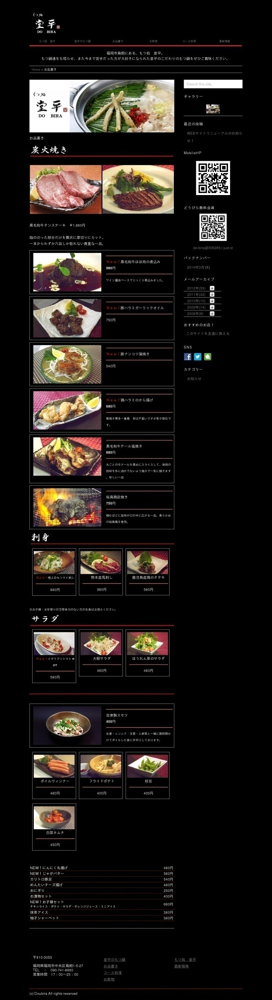 もつ処
堂平
DO BIRA
もつ処　堂平　堂平のもつ鍋　お品書き　お飲物　コース料理　最新情報
福岡市鳥飼にある、もつ処　堂平。
もつ鍋通をも唸らせ、また今まで苦手だった方が大好きになられた堂平のこだわりのもつ鍋をぜひご賞味ください。
Home » お品書き
もつ処
堂平
DO BIRA
お品書き
炭火焼き
黒毛和牛タンステーキ　￥1,680円
脂ののった部分だけを贅沢に厚切りにカット。
一本からわずか六皿しか取れない貴重な一品。
Ｎｅｗ！黒毛和牛ほほ肉の煮込み
980円
ワイン醤油ベースでじっくり煮込みました。
Ｎｅｗ！豚ハラミガーリックオイル
750円
Ｎｅｗ！豚ナンコツ蒲焼き
540円
Ｎｅｗ！鶏ハラミのから揚げ
680円
朝挽き博多一番鶏　形は不揃いですが希少部位で
す。
黒毛和牛テール塩焼き
880円
丸ごとの牛テールを厚めにスライスして、独特の
旨味を外に逃がさないよう強火で一気に焼きます
。珍しい一品
桜島鶏炭焼き
750円
噛むほどに旨味が口の中に広がる一品。柔らかめ
の桜島鶏を使用。
刺身
Ｎｅｗ！極上白センマイ刺し
880円
熊本産馬刺し
980円
鹿児島産鶏のタタキ
580円
※お子様・お年寄りの方等体力のない方の生食はお控えください。
サラダ
Ｎｅｗ！イタリアントマトH
OT
580円
大根サラダ
480円
ほうれん草のサラダ
480円
自家製スモツ
400円
生姜・ニンニク・玉葱・人参等と一緒に数時間か
けてボイルした後に手切りしております。
ボイルウィンナー
480円
フライドポテト
400円
枝豆
400円
白菜キムチ
450円
NEW！にんにく丸揚げ 480円
NEW！じゃがバター 580円
カリトロ豚足 540円
めんたいチーズ揚げ 480円
おにぎり 250円
お漬物セット 400円
NEW！お子様セット
チキンライス・ポテト・サラダ・オレンジジュース・ミニアイス 680円
抹茶アイス 380円
柚子シャーベット 380円
Search this site...
ギャラリー
最近の投稿
WEBサイトリニューアルのお知ら
せ！
MobileHP
どうびら無料会員
do-bira@308285.r.just.st
バックナンバー
2014年3月 (1)
メールアーカイブ
2012年(33)
2011年(42)
2010年(10)
2009年(14)
2008年(8)
おすすめのお店！
このサイトを友達に教える
SNS
カテゴリー
お知らせ
〒810-0053
福岡県福岡市中央区鳥飼1-5-27
TEL　：　090-741-8880
営業時間　17：00～23：00
堂平のもつ鍋
お品書き
コース料理
お飲物
もつ処　堂平
最新情報
(c) Doubira All rights reserved